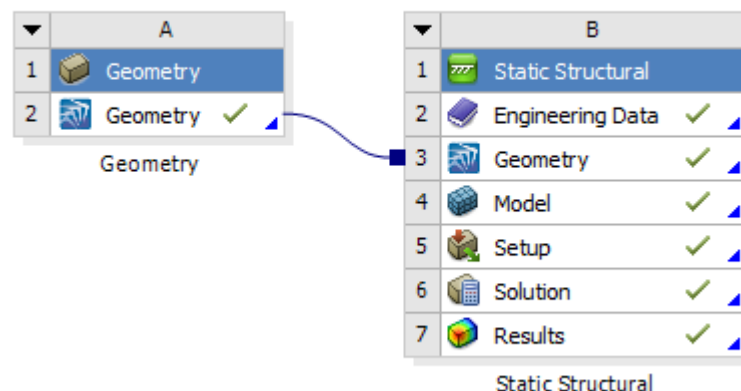 A
1 Geometry
2 Geometry
Geometry
B
1 Static Structural
2 Engineering Data
3 Geometry
4 Model
5 Setup
6 Solution
7 Results
Static Structural